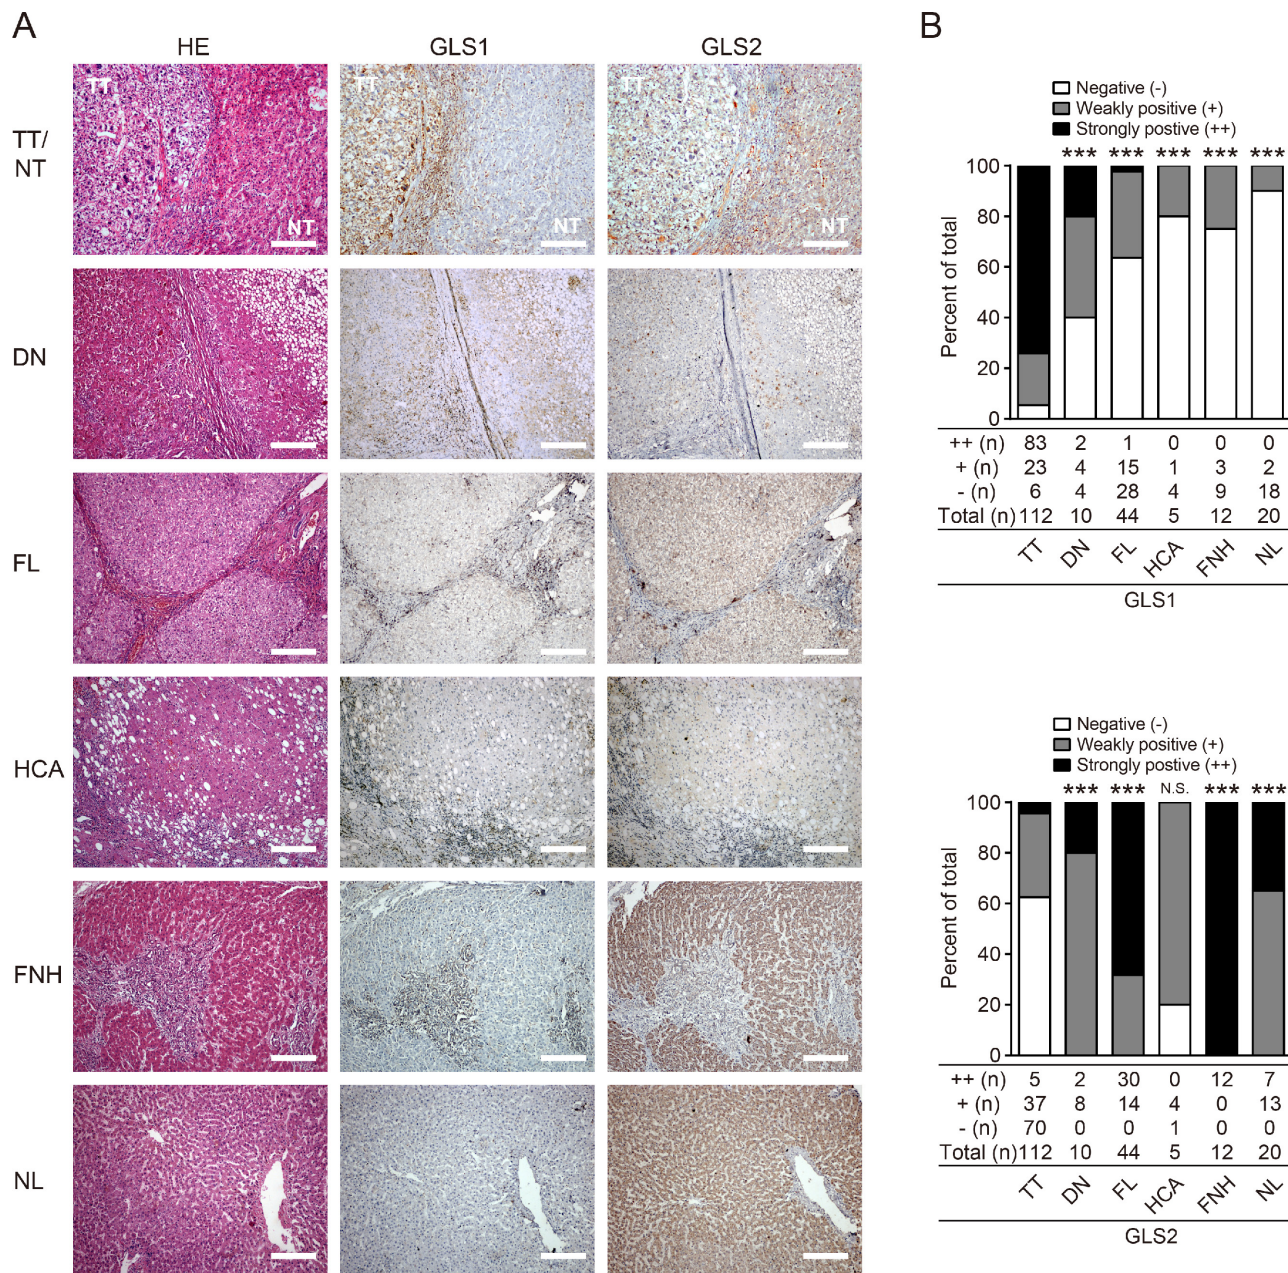 A
HE
GLS1
GLS2
TT/
NT
TT
NT
TT
NT
TT
NT
DN
FL
HCA
FNH
NL
B
Negative (-)
Weakly positive (+)
Strongly postive (++)
*** *** *** *** ***
Percent of total
100
80
60
40
20
0
++ (n) 83 2 1 0 0 0
+ (n) 23 4 15 1 3 2
- (n) 6 4 28 4 9 18
Total (n) 112 10 44 5 12 20
TT DN FL HCA FNH NL
GLS1
Negative (-)
Weakly positive (+)
Strongly postive (++)
*** *** N.S. *** ***
Percent of total
100
80
60
40
20
0
++ (n) 5 2 30 0 12 7
+ (n) 37 8 14 4 0 13
- (n) 70 0 0 1 0 0
Total (n) 112 10 44 5 12 20
TT DN FL HCA FNH NL
GLS2